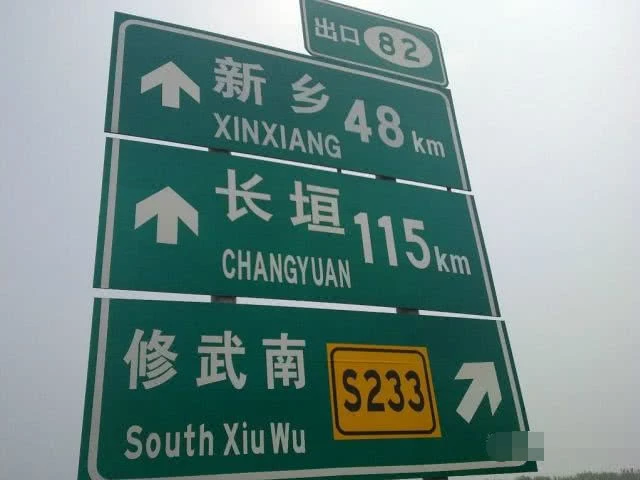 出口 82
新乡 48 km
XINXIANG
长垣 115 km
CHANGYUAN
修武南 S233
South XiuWu